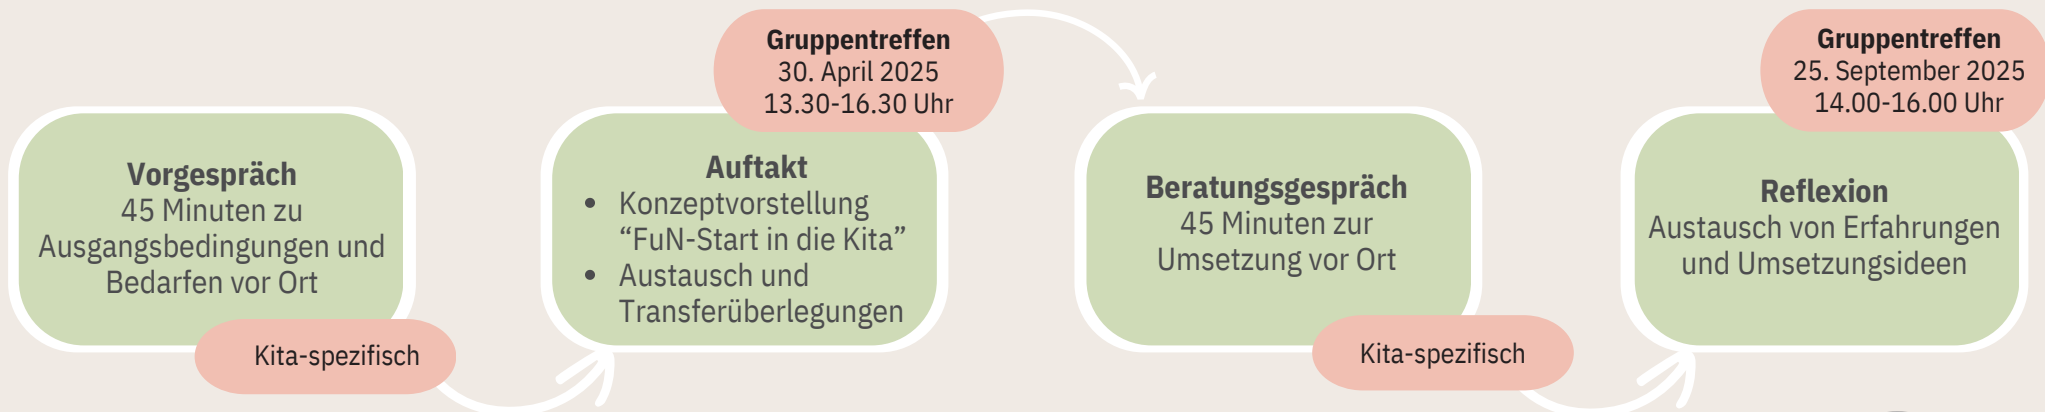 Vorgespräch
45 Minuten zu
Ausgangsbedingungen und
Bedarfen vor Ort
Kita-spezifisch
Gruppentreffen
30. April 2025
13.30-16.30 Uhr
Auftakt
• Konzeptvorstellung
“FuN-Start in die Kita”
• Austausch und
Transferüberlegungen
Beratungsgespräch
45 Minuten zur
Umsetzung vor Ort
Kita-spezifisch
Gruppentreffen
25. September 2025
14.00-16.00 Uhr
Reflexion
Austausch von Erfahrungen
und Umsetzungsideen